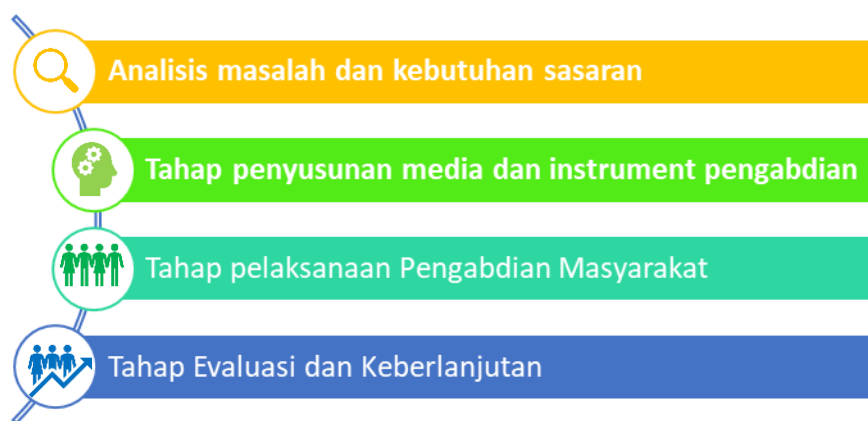 Analisis masalah dan kebutuhan sasaran
Tahap penyusunan media dan instrument pengabdian
Tahap pelaksanaan Pengabdian Masyarakat
Tahap Evaluasi dan Keberlanjutan